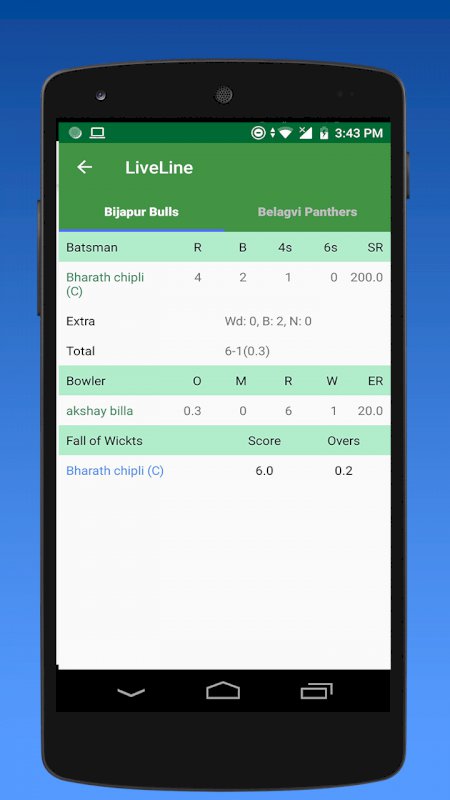 3:43 PM
LiveLine
Bijapur Bulls Belagvi Panthers
Batsman R B 4s 6s SR
Bharath chipli 4 2 1 0 200.0
(C)
Extra Wd: 0, B: 2, N: 0
Total 6-1(0.3)
Bowler O M R W ER
akshay billa 0.3 0 6 1 20.0
Fall of Wickts Score Overs
Bharath chipli (C) 6.0 0.2